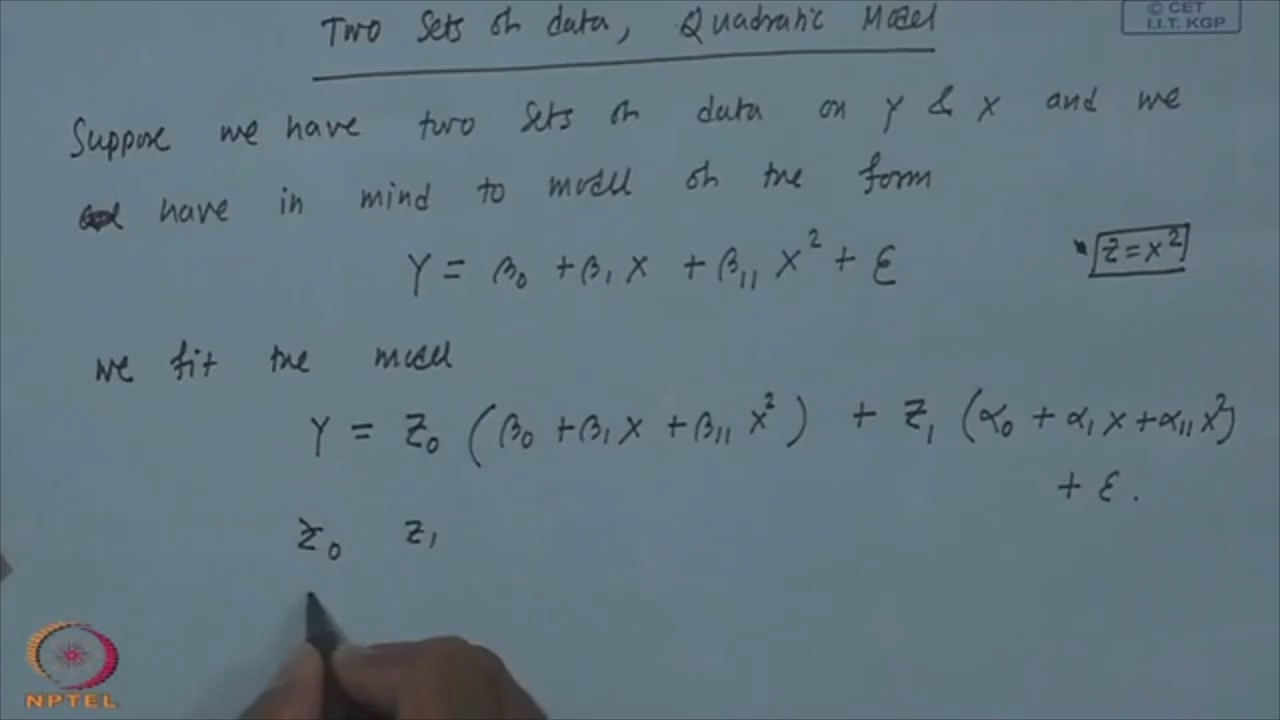 © CET
I.I.T. KGP
Two Sets of data, Quadratic Model
Suppose we have two sets of data on Y & X and we
have in mind to model of the form
Y = β₀ + β₁ X + β₁₁ X² + ε
Z = X²
we fit the model
Y = Z₀ (β₀ + β₁ X + β₁₁ X²) + Z₁ (α₀ + α₁ X + α₁₁ X²)
+ ε.
Z₀ Z₁
NPTEL